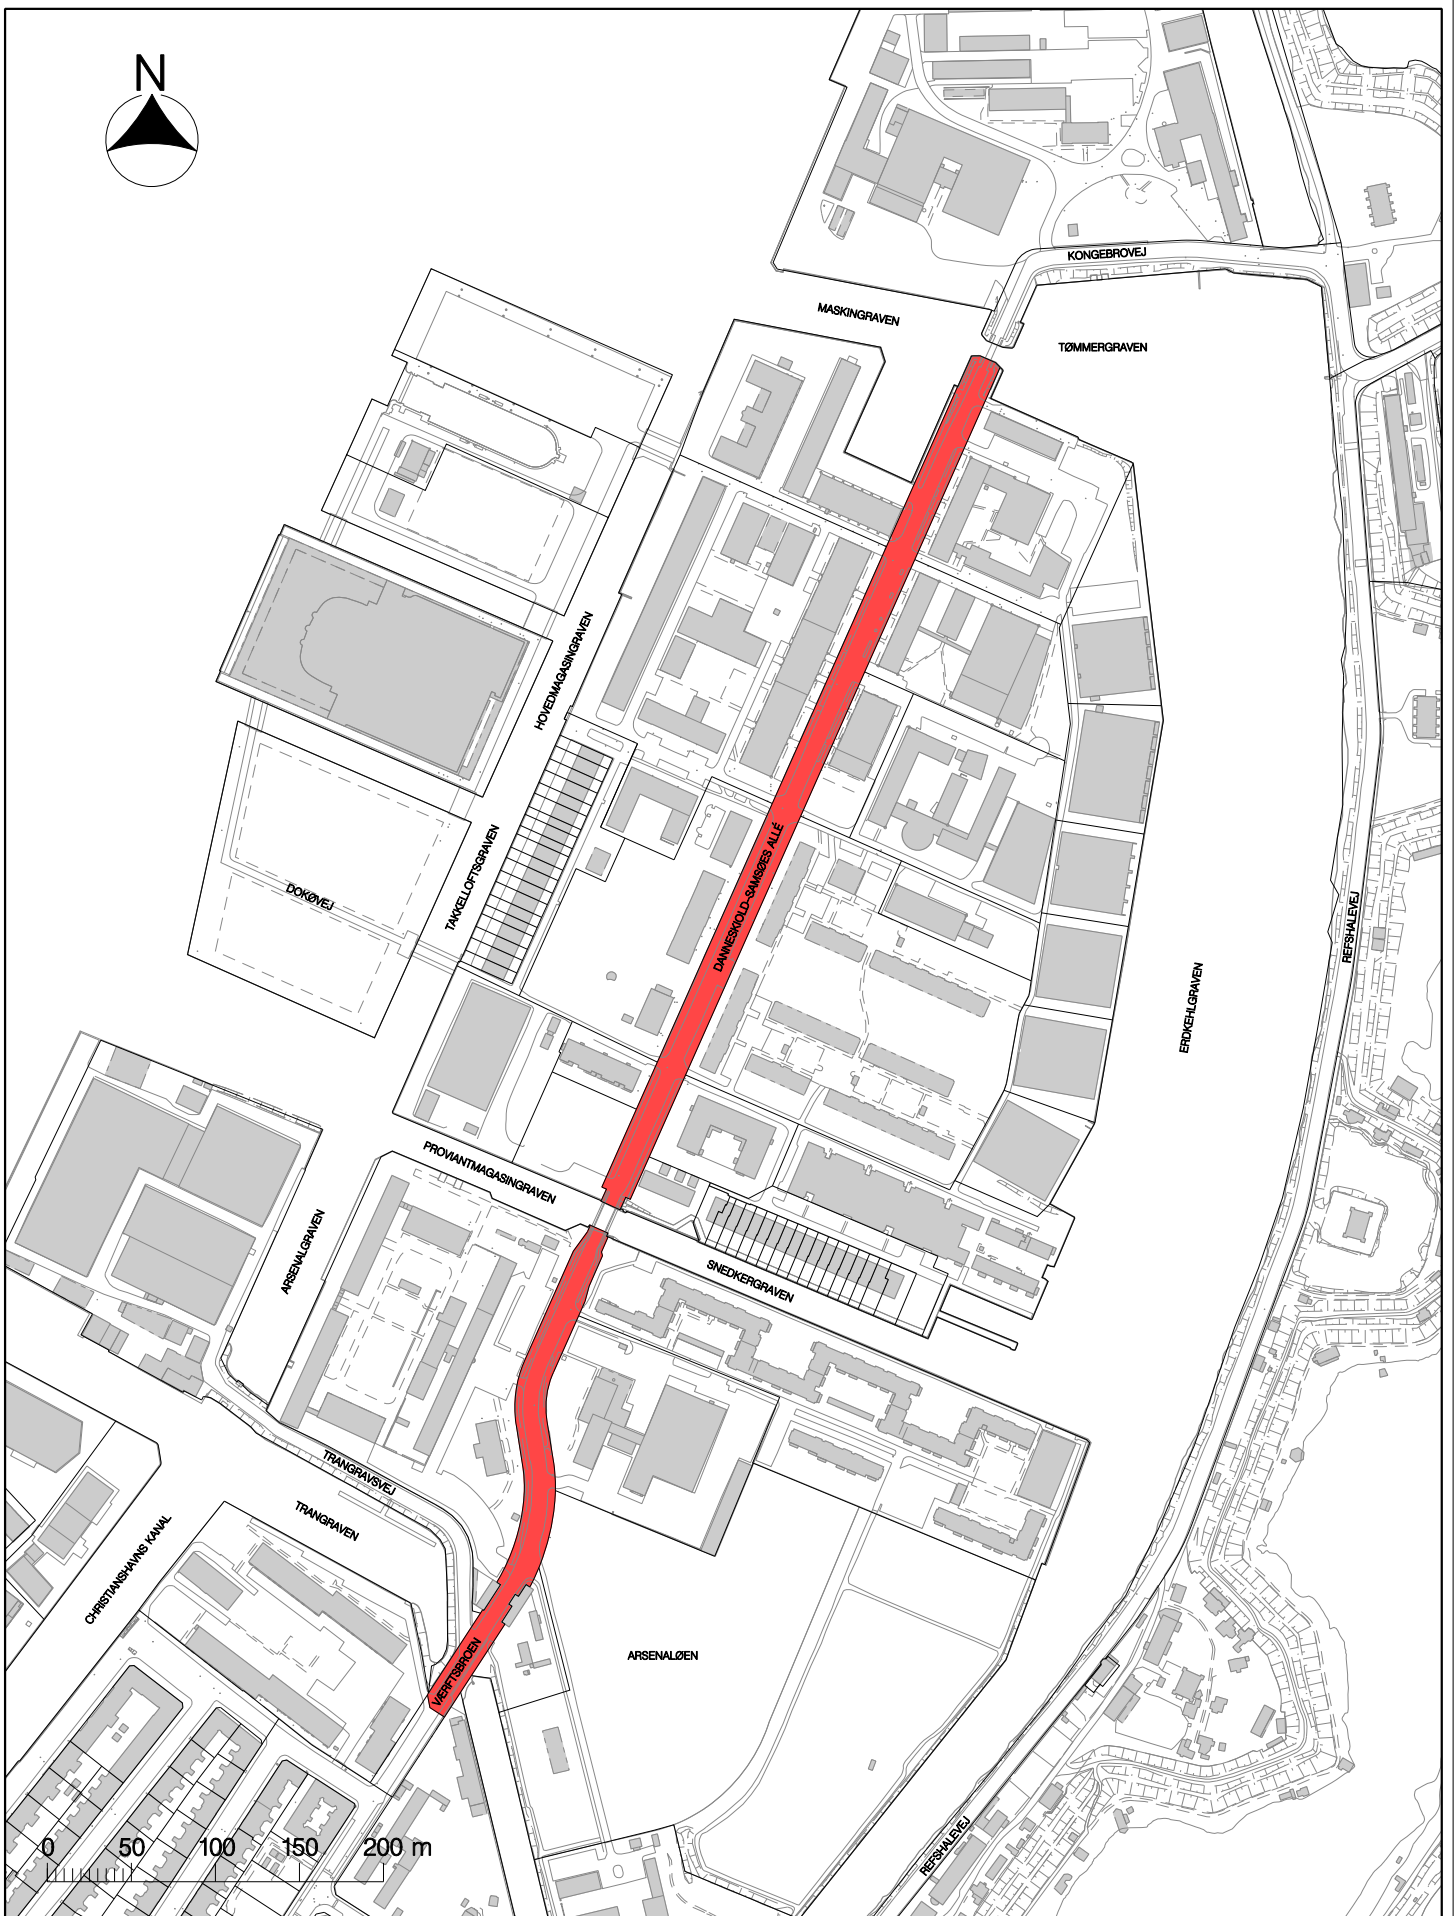 N
KONGEBROVEJ
MASKINGRAVEN
TØMMERGRAVEN
HOVEDMAGASINGRAVEN
TAKKELLOFTSGRAVEN
DOKØVEJ
DANNESKIOLD-SAMSØES ALLÉ
REFSHALEVEJ
ERDKEHLGRAVEN
PROVIANTMAGASINGRAVEN
ARSENALGRAVEN
SNEDKERGRAVEN
TRANGRAVSVEJ
TRANGRAVEN
CHRISTIANSHAVNS KANAL
VÆRFTSBROEN
ARSENALØEN
REFSHALEVEJ
0 50 100 150 200 m